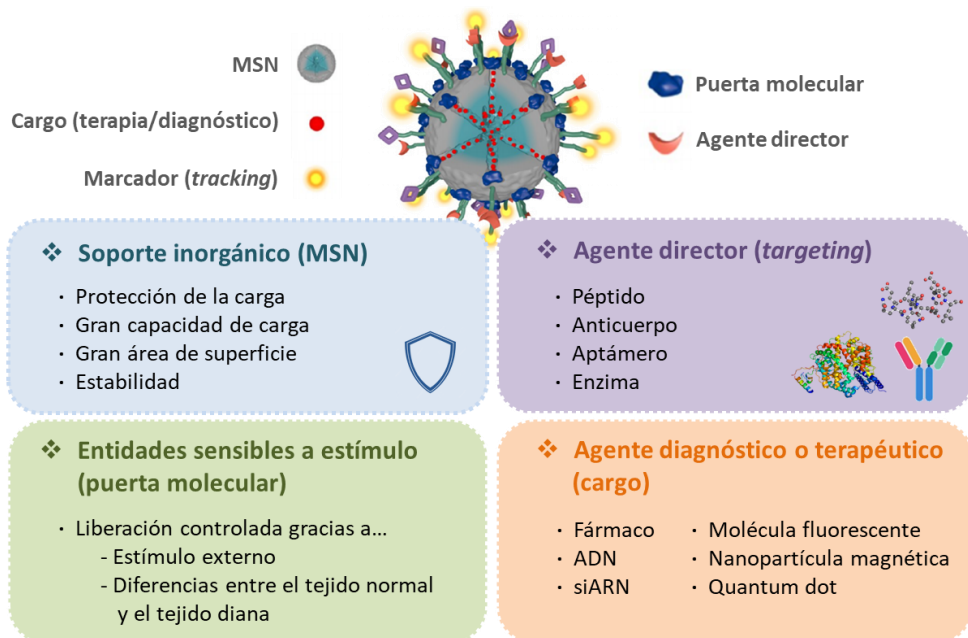 MSN
Cargo (terapia/diagnóstico)
Marcador (tracking)
Puerta molecular
Agente director
❖ Soporte inorgánico (MSN)
· Protección de la carga
· Gran capacidad de carga
· Gran área de superficie
· Estabilidad
❖ Agente director (targeting)
· Péptido
· Anticuerpo
· Aptámero
· Enzima
❖ Entidades sensibles a estímulo
(puerta molecular)
· Liberación controlada gracias a...
- Estímulo externo
- Diferencias entre el tejido normal
y el tejido diana
❖ Agente diagnóstico o terapéutico
(cargo)
· Fármaco
· ADN
· siARN
· Molécula fluorescente
· Nanopartícula magnética
· Quantum dot